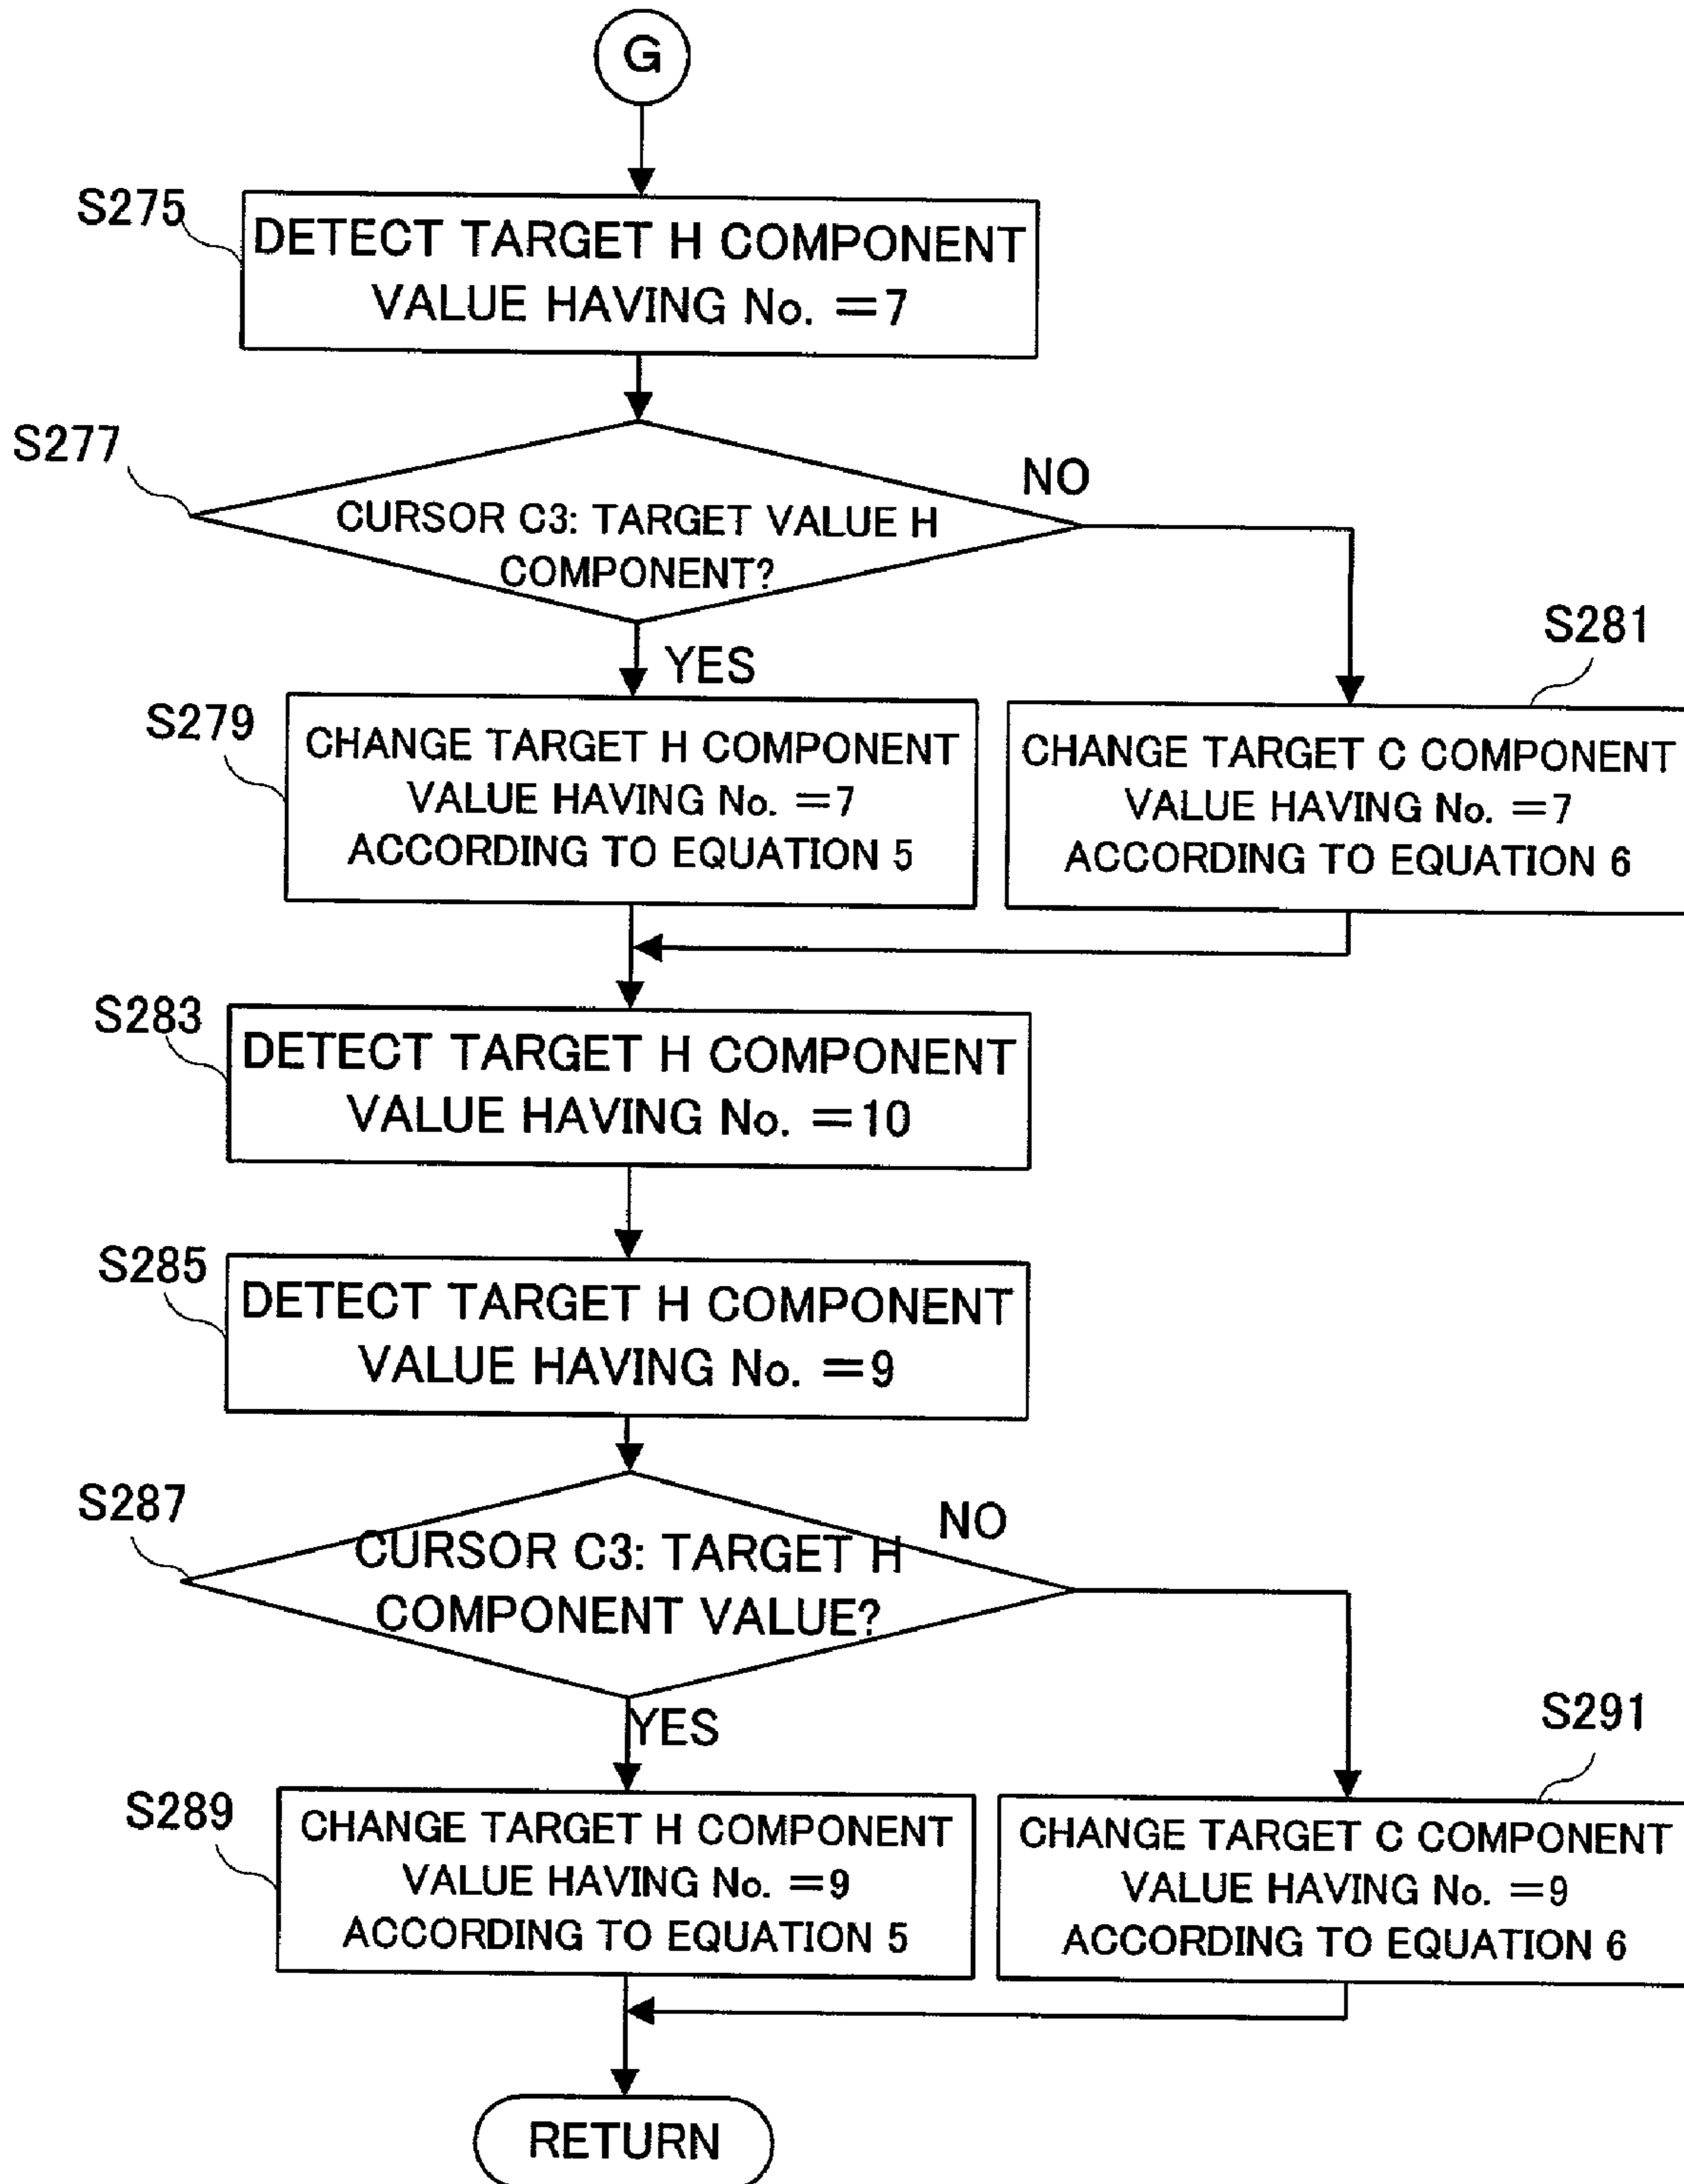 G
S275
DETECT TARGET H COMPONENT
VALUE HAVING No. =7
S277
CURSOR C3: TARGET VALUE H
COMPONENT?
NO
YES
S279
CHANGE TARGET H COMPONENT
VALUE HAVING No. =7
ACCORDING TO EQUATION 5
S281
CHANGE TARGET C COMPONENT
VALUE HAVING No. =7
ACCORDING TO EQUATION 6
S283
DETECT TARGET H COMPONENT
VALUE HAVING No. =10
S285
DETECT TARGET H COMPONENT
VALUE HAVING No. =9
S287
CURSOR C3: TARGET H
COMPONENT VALUE?
NO
YES
S289
CHANGE TARGET H COMPONENT
VALUE HAVING No. =9
ACCORDING TO EQUATION 5
S291
CHANGE TARGET C COMPONENT
VALUE HAVING No. =9
ACCORDING TO EQUATION 6
RETURN